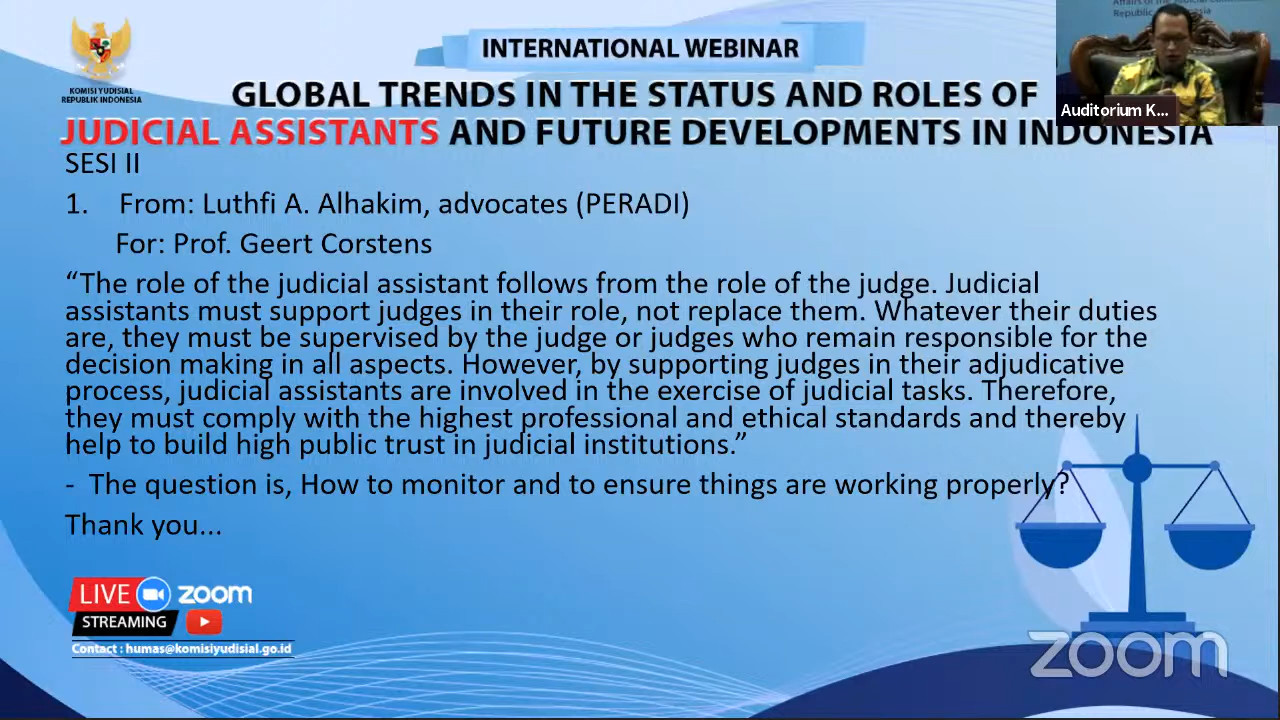 KOMISI YUDISIAL
REPUBLIK INDONESIA
INTERNATIONAL WEBINAR
GLOBAL TRENDS IN THE STATUS AND ROLES OF
JUDICIAL ASSISTANTS AND FUTURE DEVELOPMENTS IN INDONESIA
Affairs of the Judicial Commission
Republic Indonesia
Auditorium K...
SESI II
1. From: Luthfi A. Alhakim, advocates (PERADI)
For: Prof. Geert Corstens
“The role of the judicial assistant follows from the role of the judge. Judicial
assistants must support judges in their role, not replace them. Whatever their duties
are, they must be supervised by the judge or judges who remain responsible for the
decision making in all aspects. However, by supporting judges in their adjudicative
process, judicial assistants are involved in the exercise of judicial tasks. Therefore,
they must comply with the highest professional and ethical standards and thereby
help to build high public trust in judicial institutions.”
- The question is, How to monitor and to ensure things are working properly?
Thank you...
LIVE zoom
STREAMING
Contact : humas@komisiyudisial.go.id
zoom